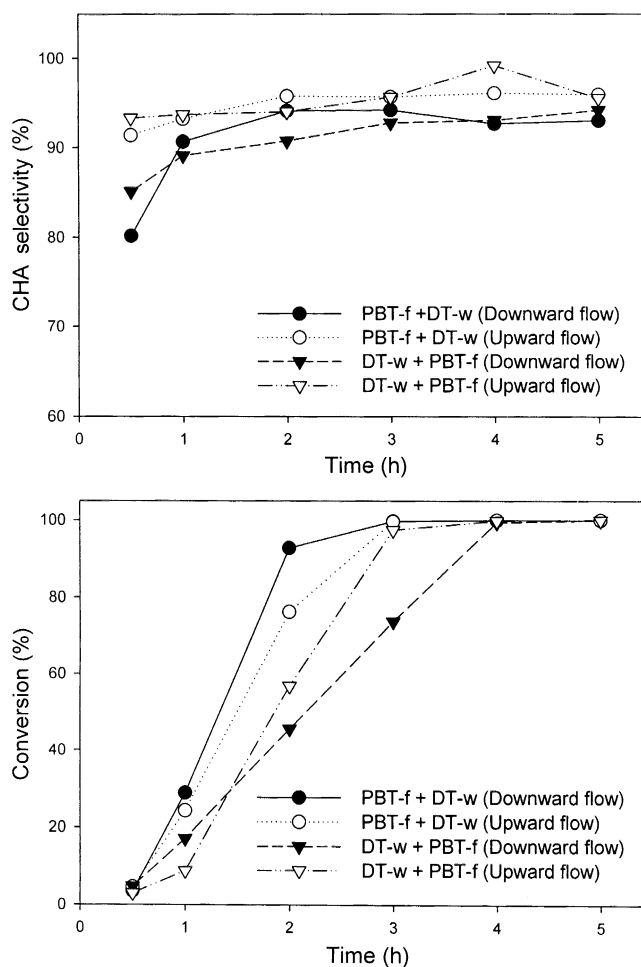 100
90
80
70
60
CHA selectivity (%)
PBT-f +DT-w (Downward flow)
PBT-f + DT-w (Upward flow)
DT-w + PBT-f (Downward flow)
DT-w + PBT-f (Upward flow)
0 1 2 3 4 5
Time (h)
100
80
60
40
20
0
Conversion (%)
PBT-f + DT-w (Downward flow)
PBT-f + DT-w (Upward flow)
DT-w + PBT-f (Downward flow)
DT-w + PBT-f (Upward flow)
0 1 2 3 4 5
Time (h)